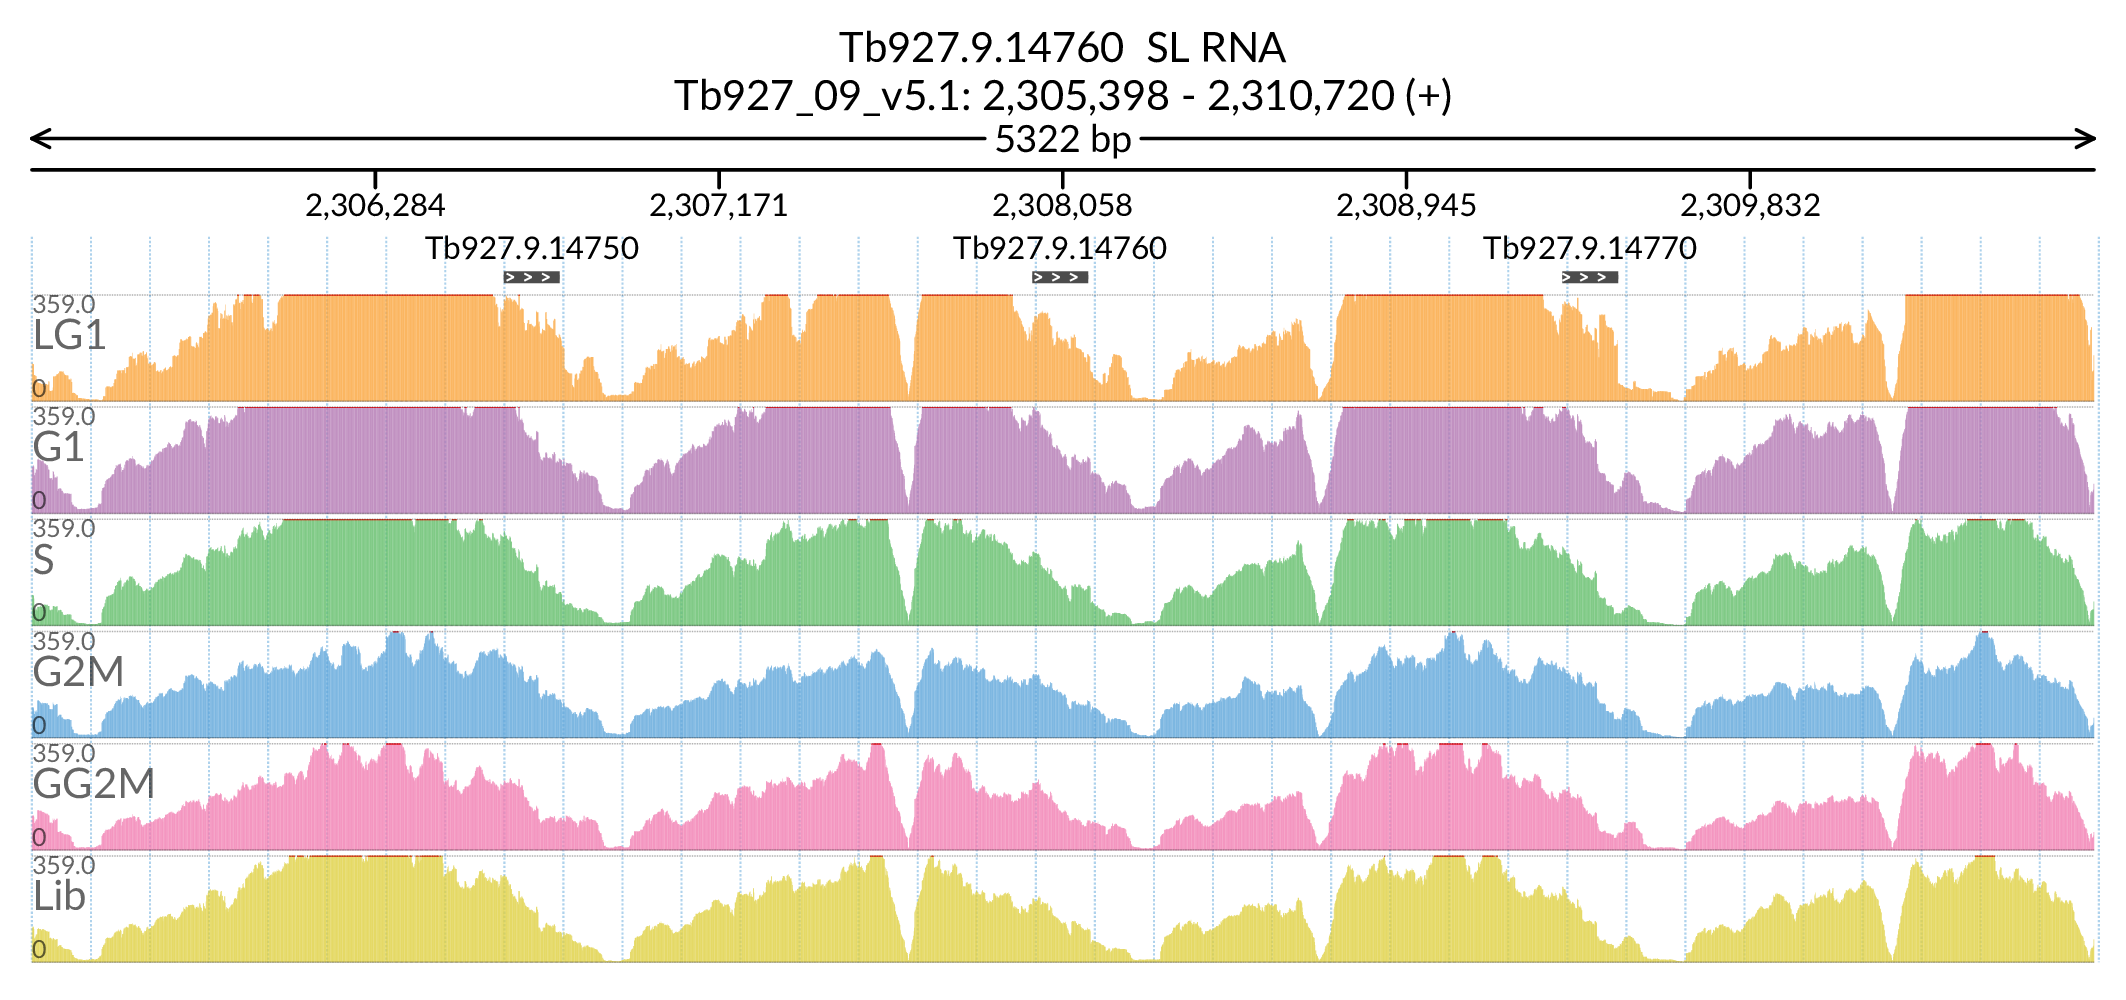 Tb927.9.14760 SL RNA
Tb927_09_v5.1: 2,305,398 - 2,310,720 (+)
5322 bp
2,306,284 2,307,171 2,308,058 2,308,945 2,309,832
Tb927.9.14750 Tb927.9.14760 Tb927.9.14770
359.0
LG1
0
359.0
G1
0
359.0
S
0
359.0
G2M
0
359.0
GG2M
0
359.0
Lib
0